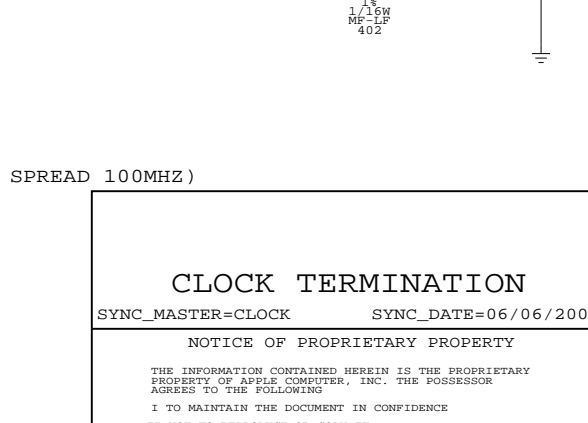 1%
1/16W
MF-LF
402
SPREAD 100MHZ)
CLOCK TERMINATION
SYNC_MASTER=CLOCK SYNC_DATE=06/06/200
NOTICE OF PROPRIETARY PROPERTY
THE INFORMATION CONTAINED HEREIN IS THE PROPRIETARY
PROPERTY OF APPLE COMPUTER, INC. THE POSSESSOR
AGREES TO THE FOLLOWING
I TO MAINTAIN THE DOCUMENT IN CONFIDENCE